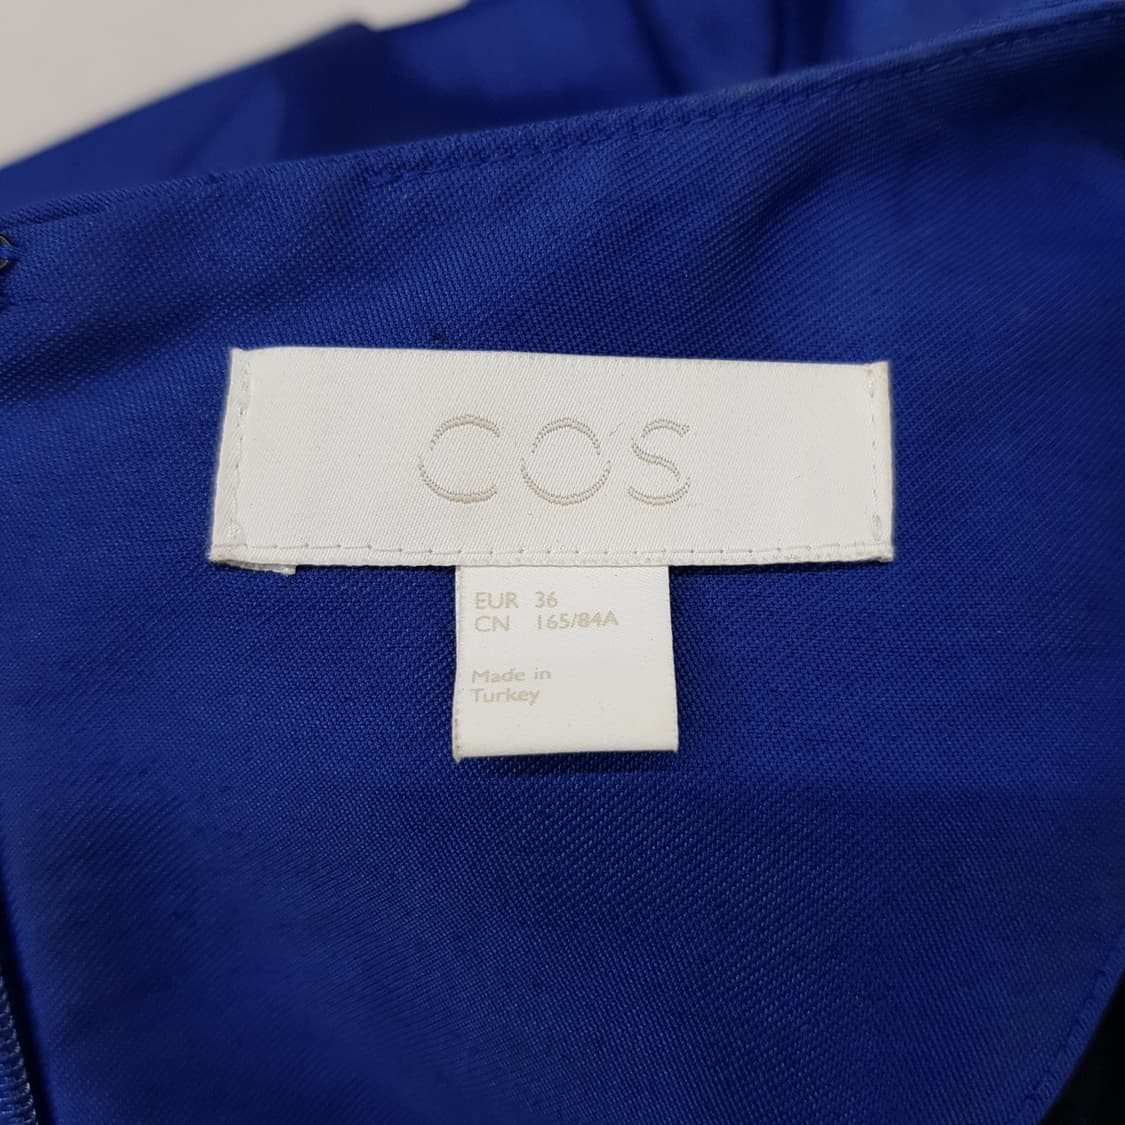 COS
EUR 36
CN 165/84A
Made in
Turkey